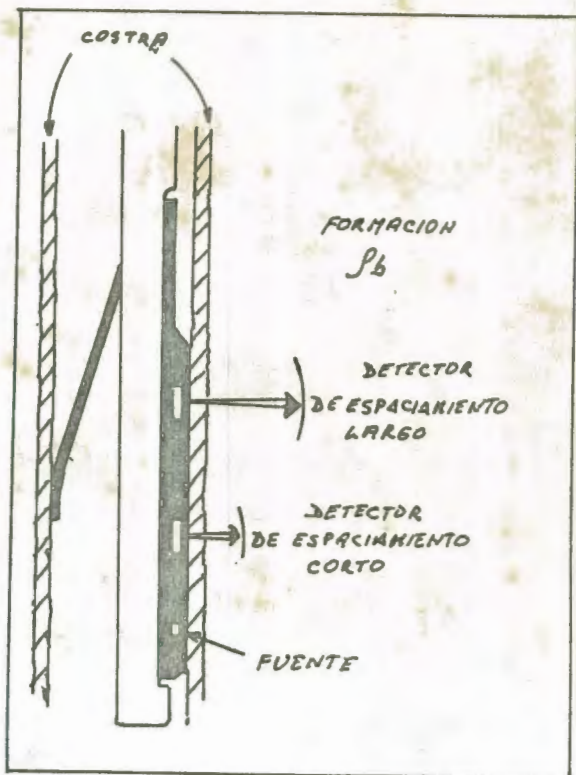 COSTRA
FORMACION
ρb
DETECTOR
DE ESPACIAMIENTO
LARGO
DETECTOR
DE ESPACIAMIENTO
CORTO
FUENTE